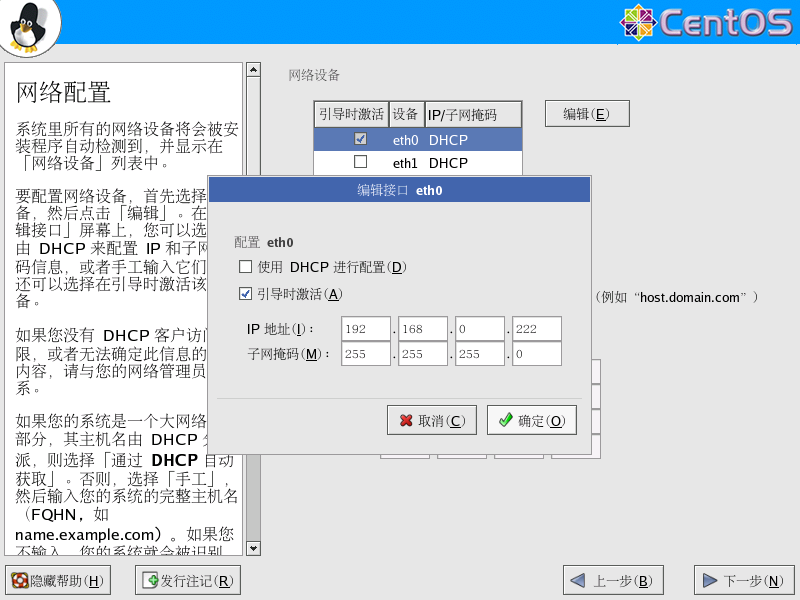 CentOS
网络配置
系统里所有的网络设备将会被安
装程序自动检测到，并显示在
「网络设备」列表中。
要配置网络设备，首先选择
备，然后点击「编辑」。在
辑接口」屏幕上，您可以选
由 DHCP 来配置 IP 和子网
码信息，或者手工输入它们
还可以选择在引导时激活该
备。
如果您没有 DHCP 客户访问
限，或者无法确定此信息的
内容，请与您的网络管理员
系。
如果您的系统是一个大网络
部分，其主机名由 DHCP 分
派，则选择「通过 DHCP 自动
获取」。否则，选择「手工」，
然后输入您的系统的完整主机名
（FQHN，如
name.example.com）。如果您
不输入，您的系统就会被识别
网络设备
引导时激活 设备 IP/子网掩码
eth0 DHCP
eth1 DHCP
编辑(E)
（例如“host.domain.com”）
编辑接口 eth0
配置 eth0
使用 DHCP 进行配置(D)
引导时激活(A)
IP 地址(I)： 192 . 168 . 0 . 222
子网掩码(M)： 255 . 255 . 255 . 0
取消(C) 确定(O)
隐藏帮助(H) 发行注记(R) 上一步(B) 下一步(N)